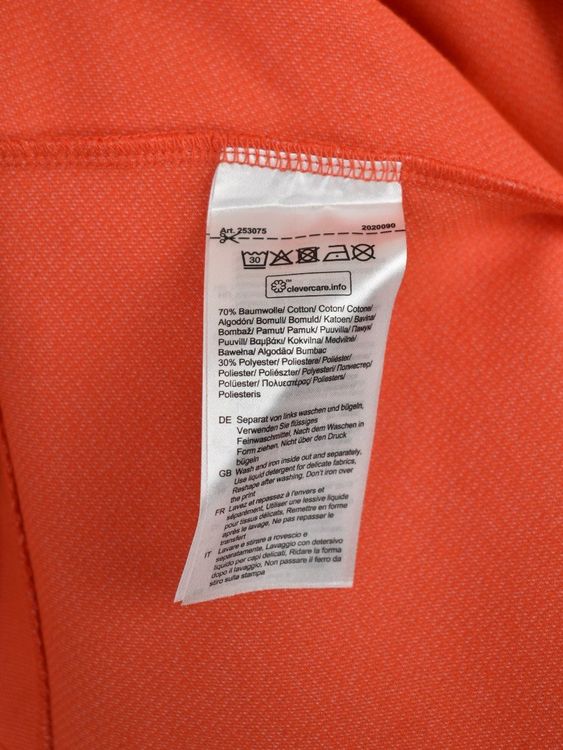 Art. 253075 2020090
30
clevercare.info
70% Baumwolle/ Cotton/ Coton/ Cotone/
Algodón/ Bomull/ Bomuld/ Katoen/ Bavlna/
Bombaž/ Pamut/ Pamuk/ Puuvilla/ Памук/
Puuvill/ Βαμβάκι/ Kokvilna/ Medvilnė/
Bawełna/ Algodão/ Bumbac
30% Polyester/ Poliestere/ Poliéster/
Poliester/ Poliészter/ Polyesteri/ Полиестер/
Polüester/ Πολυεστέρας/ Poliesters/
Poliesteris
DE Separat von links waschen und bügeln,
Verwenden Sie flüssiges
Feinwaschmittel, Nach dem Waschen in
Form ziehen. Nicht über den Druck
bügeln
GB Wash and iron inside out and separately,
Use liquid detergent for delicate fabrics,
Reshape after washing. Don't iron over
the print
FR Lavez et repassez à l'envers et
séparément, Utiliser une lessive liquide
pour tissus délicats, Remettre en forme
après le lavage, Ne pas repasser le
transfert
IT Lavare e stirare a rovescio e
separatamente, Lavaggio con detersivo
liquido per capi delicati, Ridare la forma
dopo il lavaggio, Non passare il ferro da
stiro sulla stampa